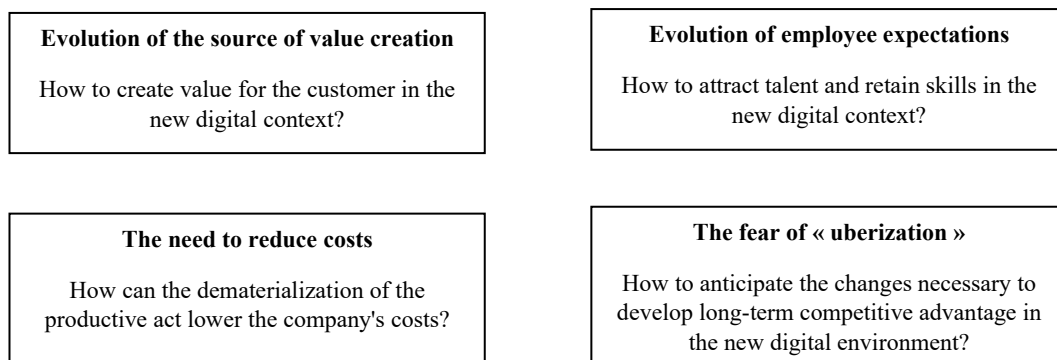 Evolution of the source of value creation
How to create value for the customer in the
new digital context?
Evolution of employee expectations
How to attract talent and retain skills in the
new digital context?
The need to reduce costs
How can the dematerialization of the
productive act lower the company's costs?
The fear of « uberization »
How to anticipate the changes necessary to
develop long-term competitive advantage in
the new digital environment?